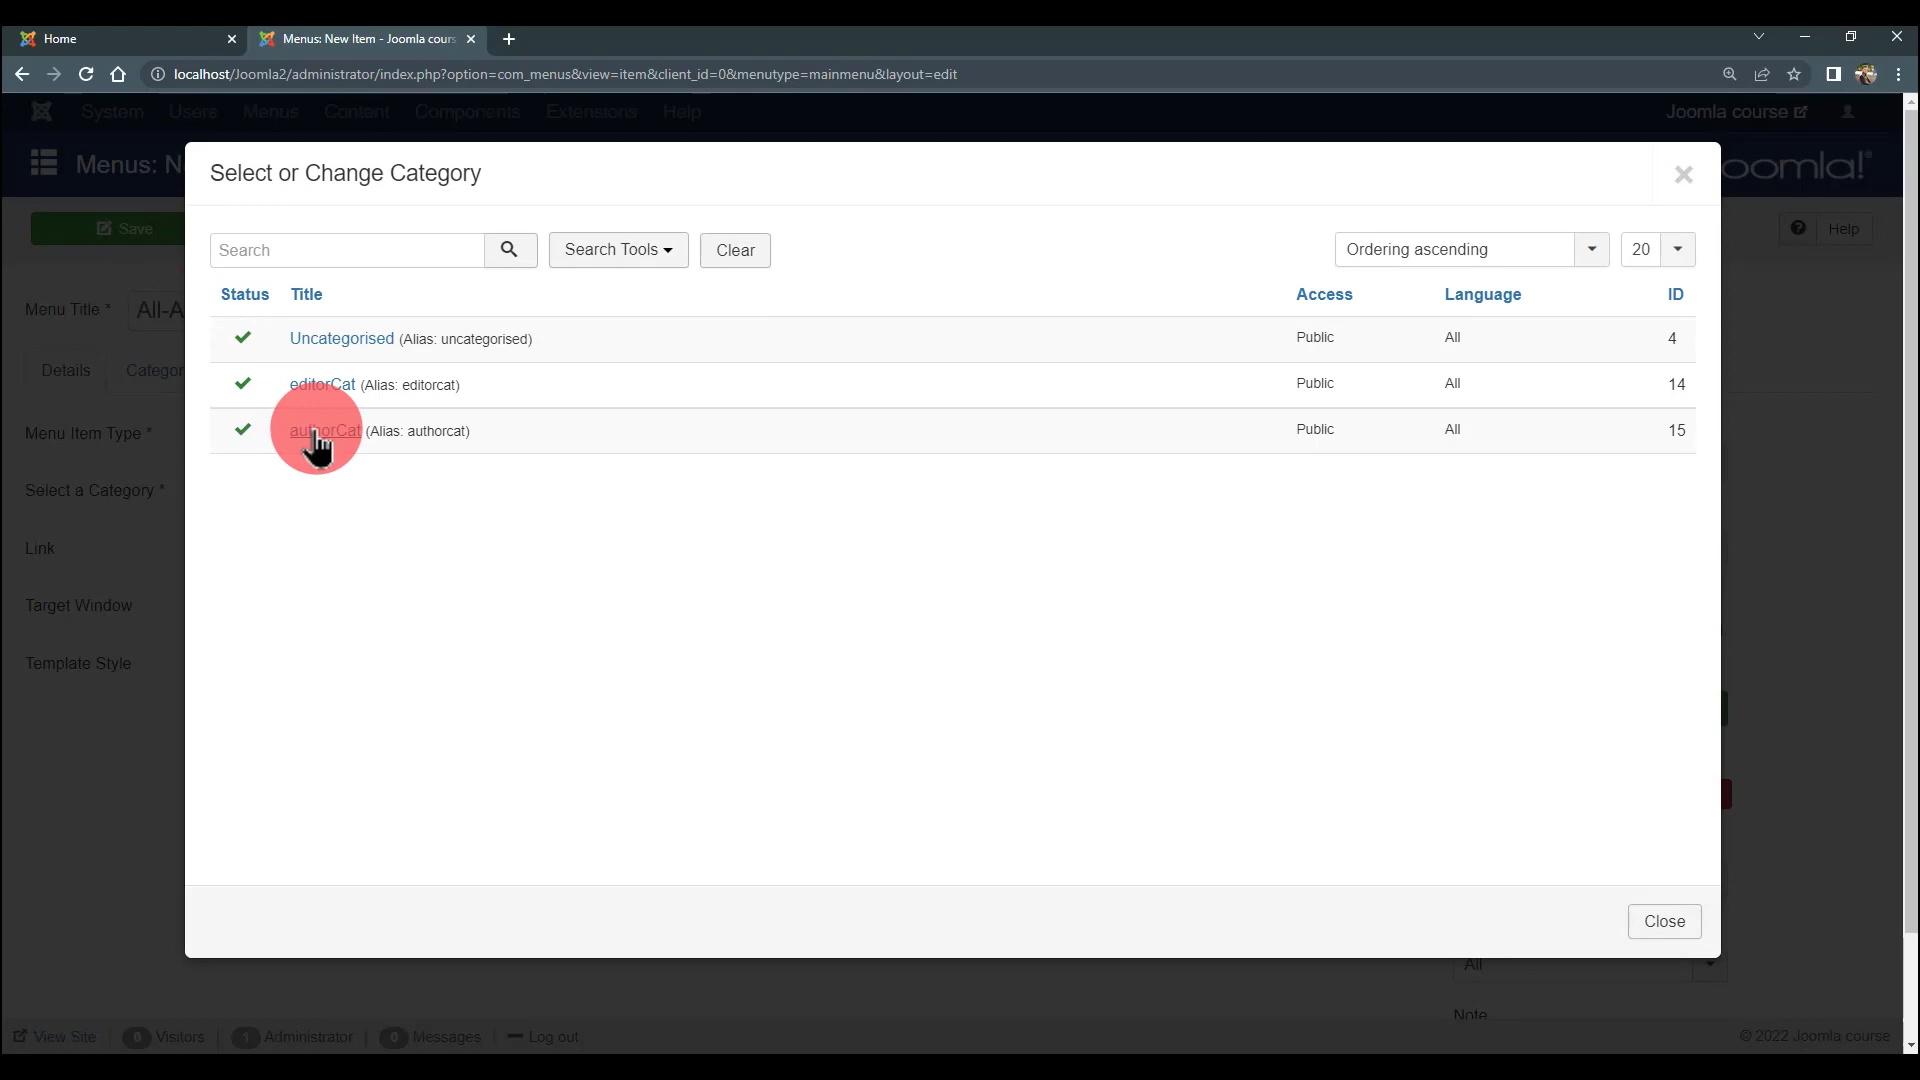 Home
Menus: New Item - Joomla cours
localhost/Joomla2/administrator/index.php?option=com_menus&view=item&client_id=0&menutype=mainmenu&layout=edit
System Users Menus Content Components Extensions Help Joomla course
Menus: N
oomla!®
Save
Help
Select or Change Category
Search
Search Tools
Clear
Ordering ascending
20
Status Title Access Language ID
Uncategorised (Alias: uncategorised) Public All 4
editorCat (Alias: editorcat) Public All 14
authorCat (Alias: authorcat) Public All 15
Menu Title * All-A
Details Categor
Menu Item Type *
Select a Category *
Link
Target Window
Template Style
Close
All
Note
View Site 0 Visitors 1 Administrator 0 Messages Log out © 2022 Joomla course